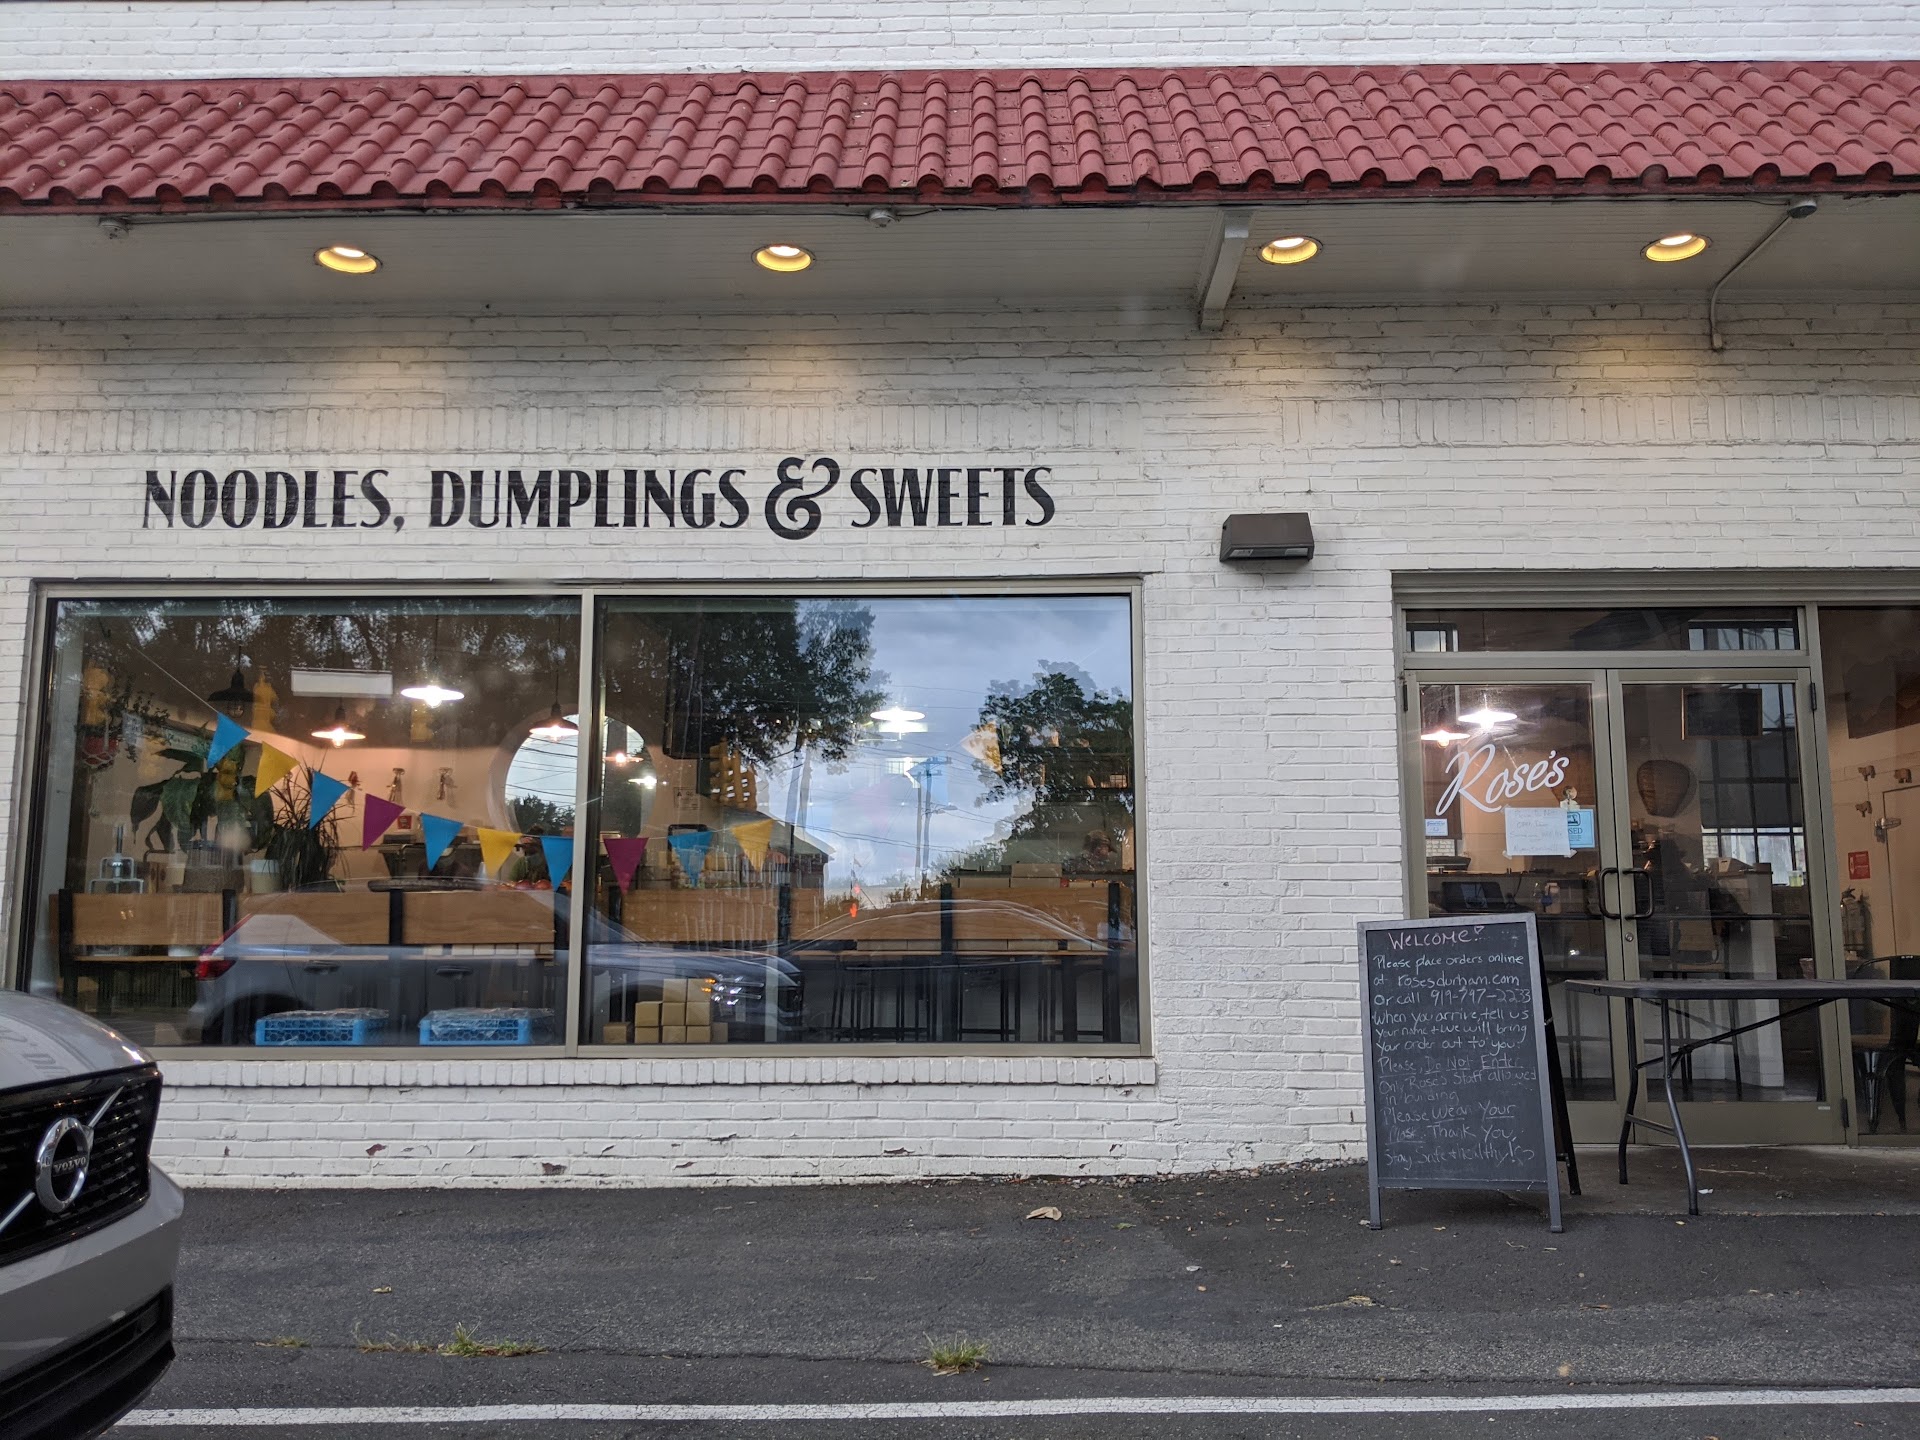 NOODLES, DUMPLINGS & SWEETS
Rose's
WELCOME!
Please place orders online
at rosesdurham.com
or call 919-797-2233
When you arrive, tell us
your name + we will bring
your order out to you.
Please, Do Not Enter.
Only Rose's Staff allowed
in building
Please Wear Your
Mask. Thank You,
Stay Safe + healthy!
VOLVO